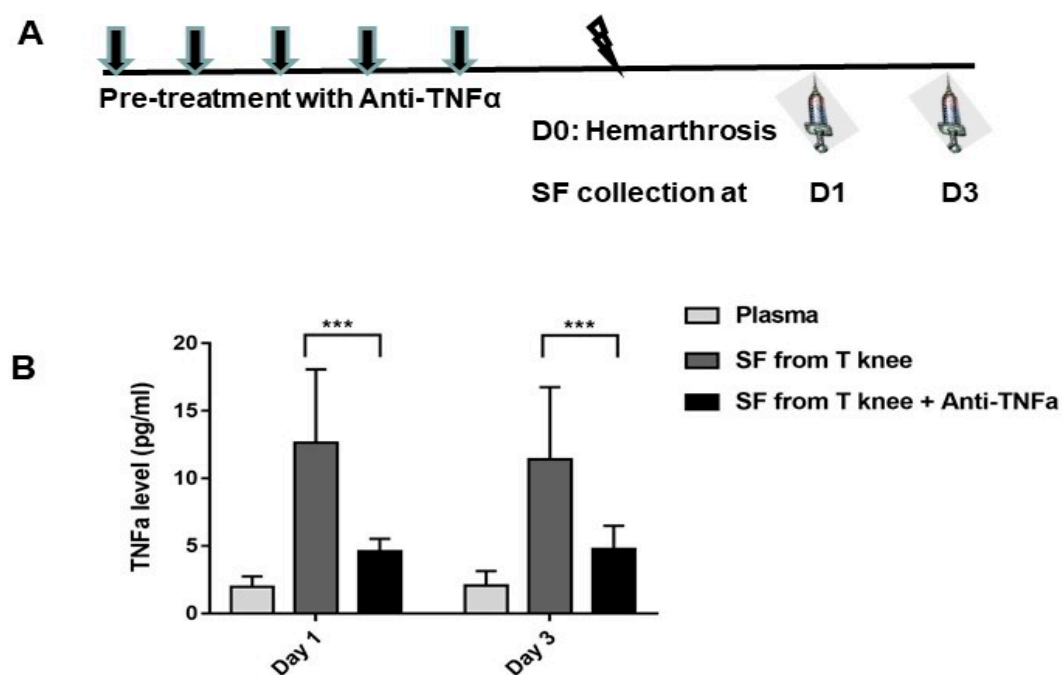 A
Pre-treatment with Anti-TNFα
D0: Hemarthrosis
SF collection at D1 D3
B
Plasma
SF from T knee
SF from T knee + Anti-TNFa
*** ***
TNFa level (pg/ml)
20
15
10
5
0
Day 1 Day 3